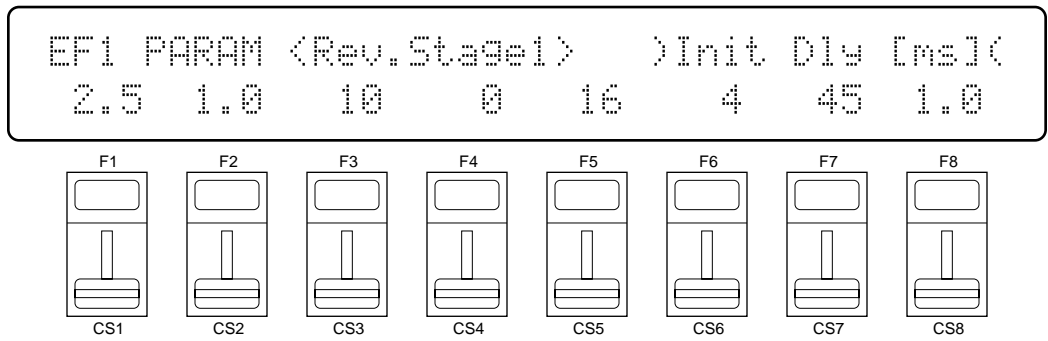 EF1 PARAM <Rev.Stage1> )Init Dly [ms](
2.5 1.0 10 0 16 4 45 1.0
F1 F2 F3 F4 F5 F6 F7 F8
CS1 CS2 CS3 CS4 CS5 CS6 CS7 CS8